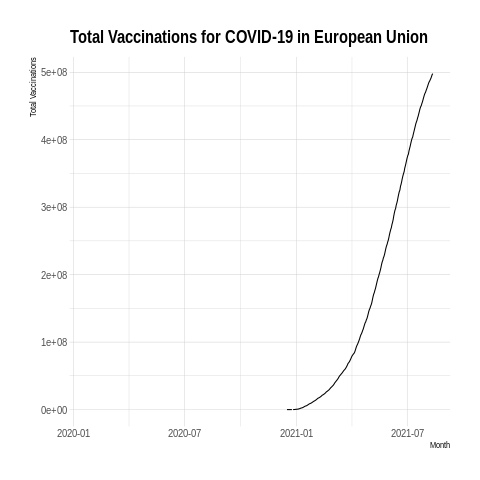 Total Vaccinations for COVID-19 in European Union
Total Vaccinations
5e+08
4e+08
3e+08
2e+08
1e+08
0e+00
2020-01 2020-07 2021-01 2021-07
Month